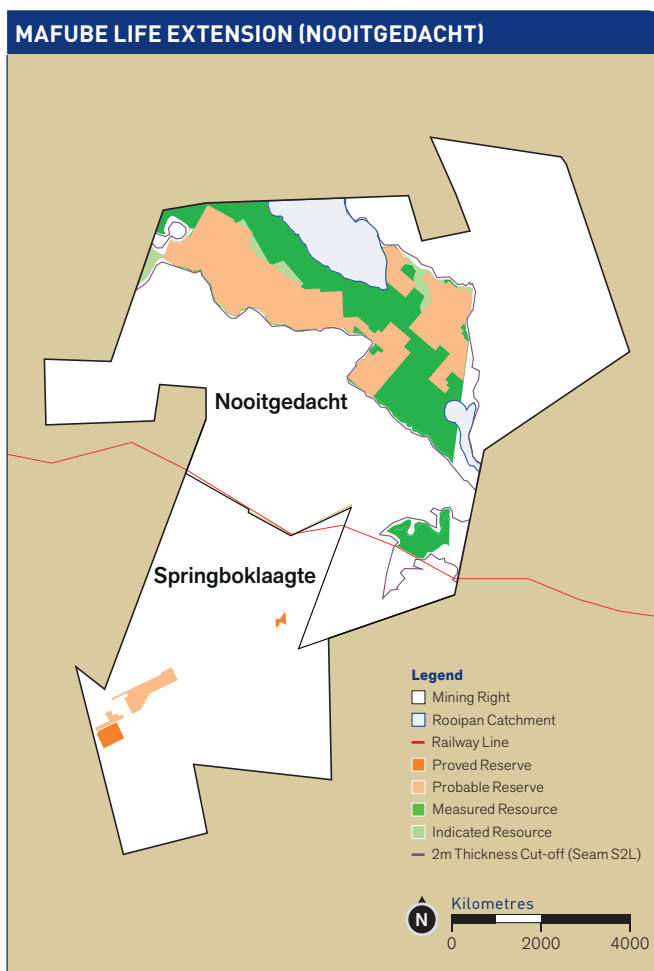 MAFUBE LIFE EXTENSION (NOOITGEDACHT)
Nooitgedacht
Springboklaagte
Legend
Mining Right
Rooipan Catchment
Railway Line
Proved Reserve
Probable Reserve
Measured Resource
Indicated Resource
2m Thickness Cut-off (Seam S2L)
N
Kilometres
0 2000 4000